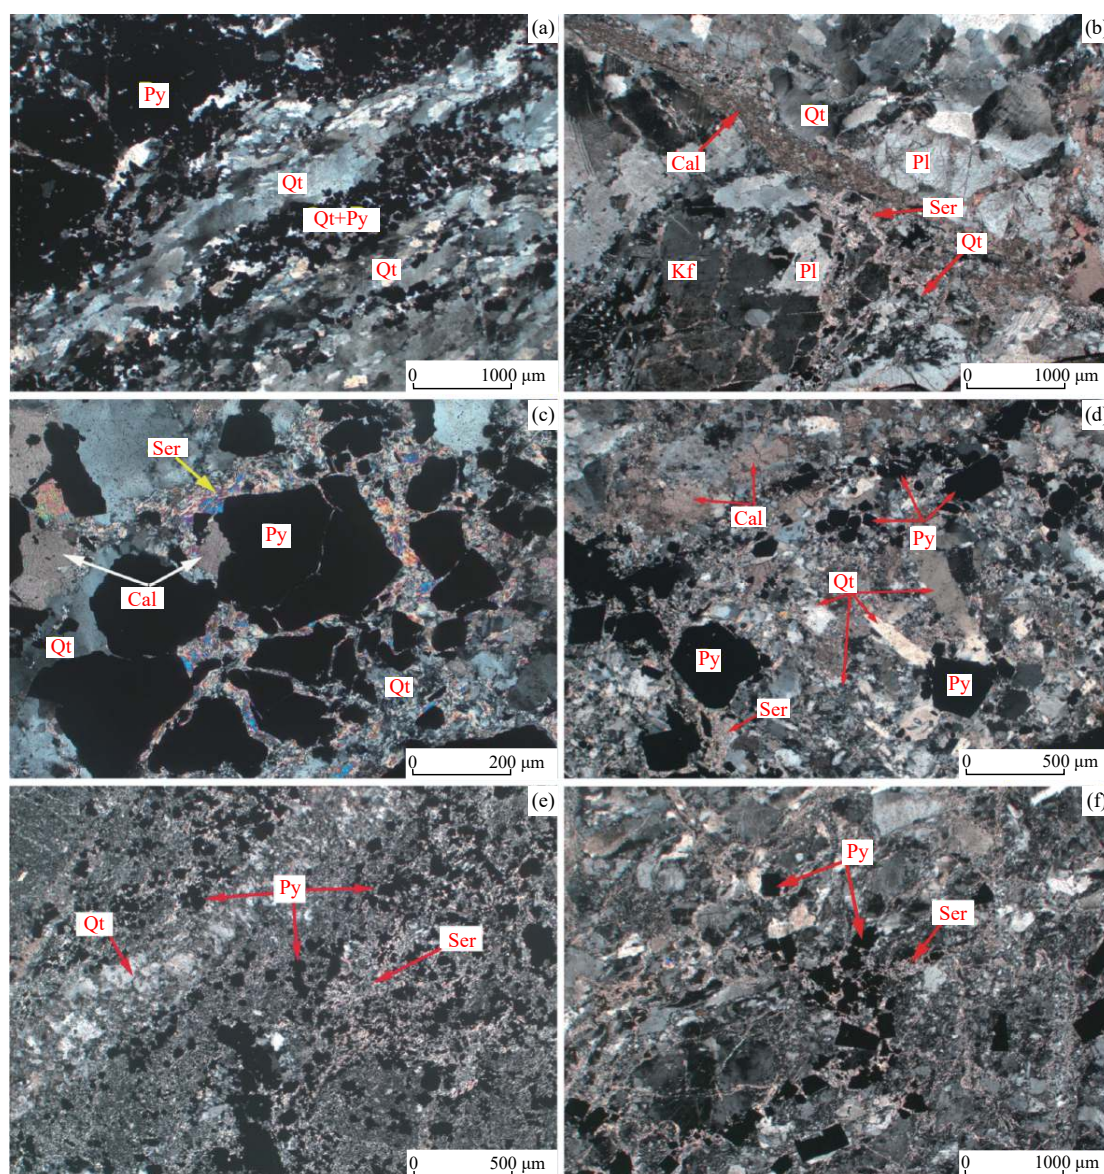 (a)
Py
Qt
Qt+Py
Qt
0 1000 μm
(b)
Qt
Cal
Pl
Ser
Qt
Kf
Pl
0 1000 μm
(c)
Ser
Py
Cal
Qt
Qt
0 200 μm
(d)
Cal
Py
Qt
Py
Py
Ser
0 500 μm
(e)
Py
Qt
Ser
0 500 μm
(f)
Py
Ser
0 1000 μm